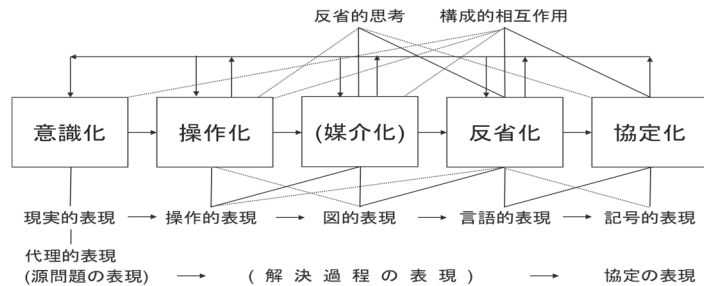 反省的思考 構成的相互作用
意識化 操作化 (媒介化) 反省化 協定化
現実的表現 操作的表現 図的表現 言語的表現 記号的表現
代理的表現
(源問題の表現) (解決過程の表現) 協定の表現